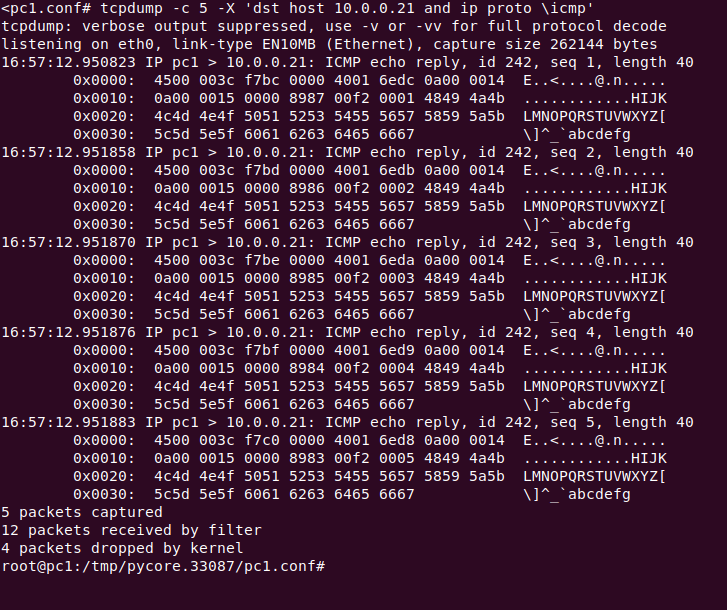 <pc1.conf# tcpdump -c 5 -X 'dst host 10.0.0.21 and ip proto \icmp'
tcpdump: verbose output suppressed, use -v or -vv for full protocol decode
listening on eth0, link-type EN10MB (Ethernet), capture size 262144 bytes
16:57:12.950823 IP pc1 > 10.0.0.21: ICMP echo reply, id 242, seq 1, length 40
        0x0000:  4500 003c f7bc 0000 4001 6edc 0a00 0014  E..<....@.n.....
        0x0010:  0a00 0015 0000 8987 00f2 0001 4849 4a4b  ............HIJK
        0x0020:  4c4d 4e4f 5051 5253 5455 5657 5859 5a5b  LMNOPQRSTUVWXYZ[
        0x0030:  5c5d 5e5f 6061 6263 6465 6667            \]^_`abcdefg
16:57:12.951858 IP pc1 > 10.0.0.21: ICMP echo reply, id 242, seq 2, length 40
        0x0000:  4500 003c f7bd 0000 4001 6edb 0a00 0014  E..<....@.n.....
        0x0010:  0a00 0015 0000 8986 00f2 0002 4849 4a4b  ............HIJK
        0x0020:  4c4d 4e4f 5051 5253 5455 5657 5859 5a5b  LMNOPQRSTUVWXYZ[
        0x0030:  5c5d 5e5f 6061 6263 6465 6667            \]^_`abcdefg
16:57:12.951870 IP pc1 > 10.0.0.21: ICMP echo reply, id 242, seq 3, length 40
        0x0000:  4500 003c f7be 0000 4001 6eda 0a00 0014  E..<....@.n.....
        0x0010:  0a00 0015 0000 8985 00f2 0003 4849 4a4b  ............HIJK
        0x0020:  4c4d 4e4f 5051 5253 5455 5657 5859 5a5b  LMNOPQRSTUVWXYZ[
        0x0030:  5c5d 5e5f 6061 6263 6465 6667            \]^_`abcdefg
16:57:12.951876 IP pc1 > 10.0.0.21: ICMP echo reply, id 242, seq 4, length 40
        0x0000:  4500 003c f7bf 0000 4001 6ed9 0a00 0014  E..<....@.n.....
        0x0010:  0a00 0015 0000 8984 00f2 0004 4849 4a4b  ............HIJK
        0x0020:  4c4d 4e4f 5051 5253 5455 5657 5859 5a5b  LMNOPQRSTUVWXYZ[
        0x0030:  5c5d 5e5f 6061 6263 6465 6667            \]^_`abcdefg
16:57:12.951883 IP pc1 > 10.0.0.21: ICMP echo reply, id 242, seq 5, length 40
        0x0000:  4500 003c f7c0 0000 4001 6ed8 0a00 0014  E..<....@.n.....
        0x0010:  0a00 0015 0000 8983 00f2 0005 4849 4a4b  ............HIJK
        0x0020:  4c4d 4e4f 5051 5253 5455 5657 5859 5a5b  LMNOPQRSTUVWXYZ[
        0x0030:  5c5d 5e5f 6061 6263 6465 6667            \]^_`abcdefg
5 packets captured
12 packets received by filter
4 packets dropped by kernel
root@pc1:/tmp/pycore.33087/pc1.conf#